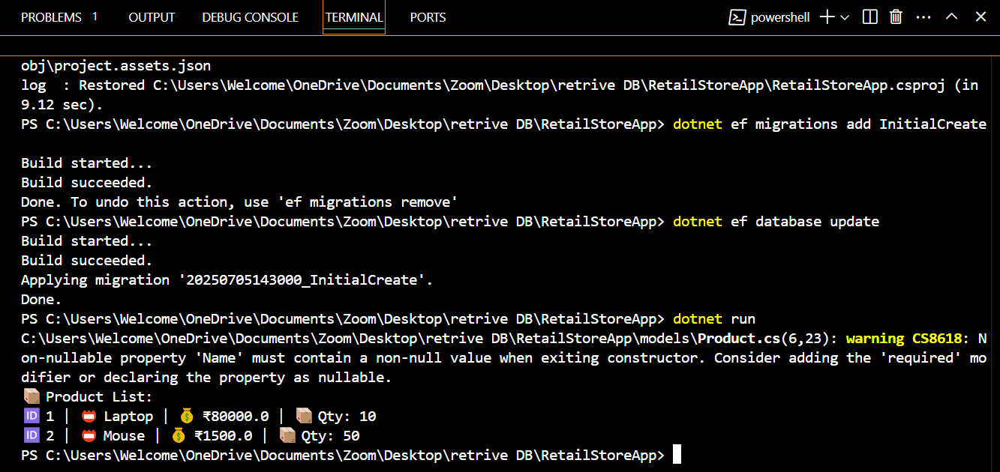 PROBLEMS 1 OUTPUT DEBUG CONSOLE TERMINAL PORTS powershell
obj\project.assets.json
log  : Restored C:\Users\Welcome\OneDrive\Documents\Zoom\Desktop\retrive DB\RetailStoreApp\RetailStoreApp.csproj (in
9.12 sec).
PS C:\Users\Welcome\OneDrive\Documents\Zoom\Desktop\retrive DB\RetailStoreApp> dotnet ef migrations add InitialCreate
Build started...
Build succeeded.
Done. To undo this action, use 'ef migrations remove'
PS C:\Users\Welcome\OneDrive\Documents\Zoom\Desktop\retrive DB\RetailStoreApp> dotnet ef database update
Build started...
Build succeeded.
Applying migration '20250705143000_InitialCreate'.
Done.
PS C:\Users\Welcome\OneDrive\Documents\Zoom\Desktop\retrive DB\RetailStoreApp> dotnet run
C:\Users\Welcome\OneDrive\Documents\Zoom\Desktop\retrive DB\RetailStoreApp\models\Product.cs(6,23): warning CS8618: N
on-nullable property 'Name' must contain a non-null value when exiting constructor. Consider adding the 'required' mo
difier or declaring the property as nullable.
📦 Product List:
🆔 1 | 📛 Laptop | 💰 ₹80000.0 | 📦 Qty: 10
🆔 2 | 📛 Mouse | 💰 ₹1500.0 | 📦 Qty: 50
PS C:\Users\Welcome\OneDrive\Documents\Zoom\Desktop\retrive DB\RetailStoreApp>